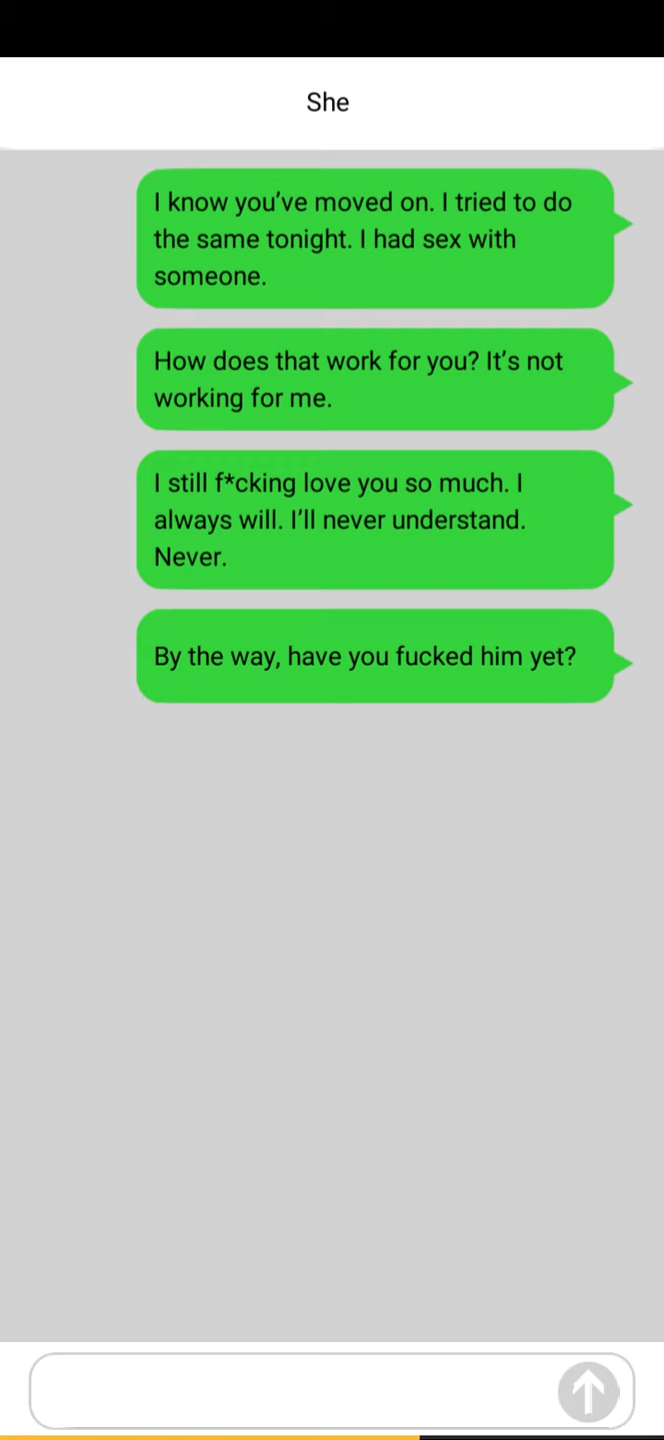 She
I know you’ve moved on. I tried to do
the same tonight. I had sex with
someone.
How does that work for you? It’s not
working for me.
I still f*cking love you so much. I
always will. I’ll never understand.
Never.
By the way, have you fucked him yet?